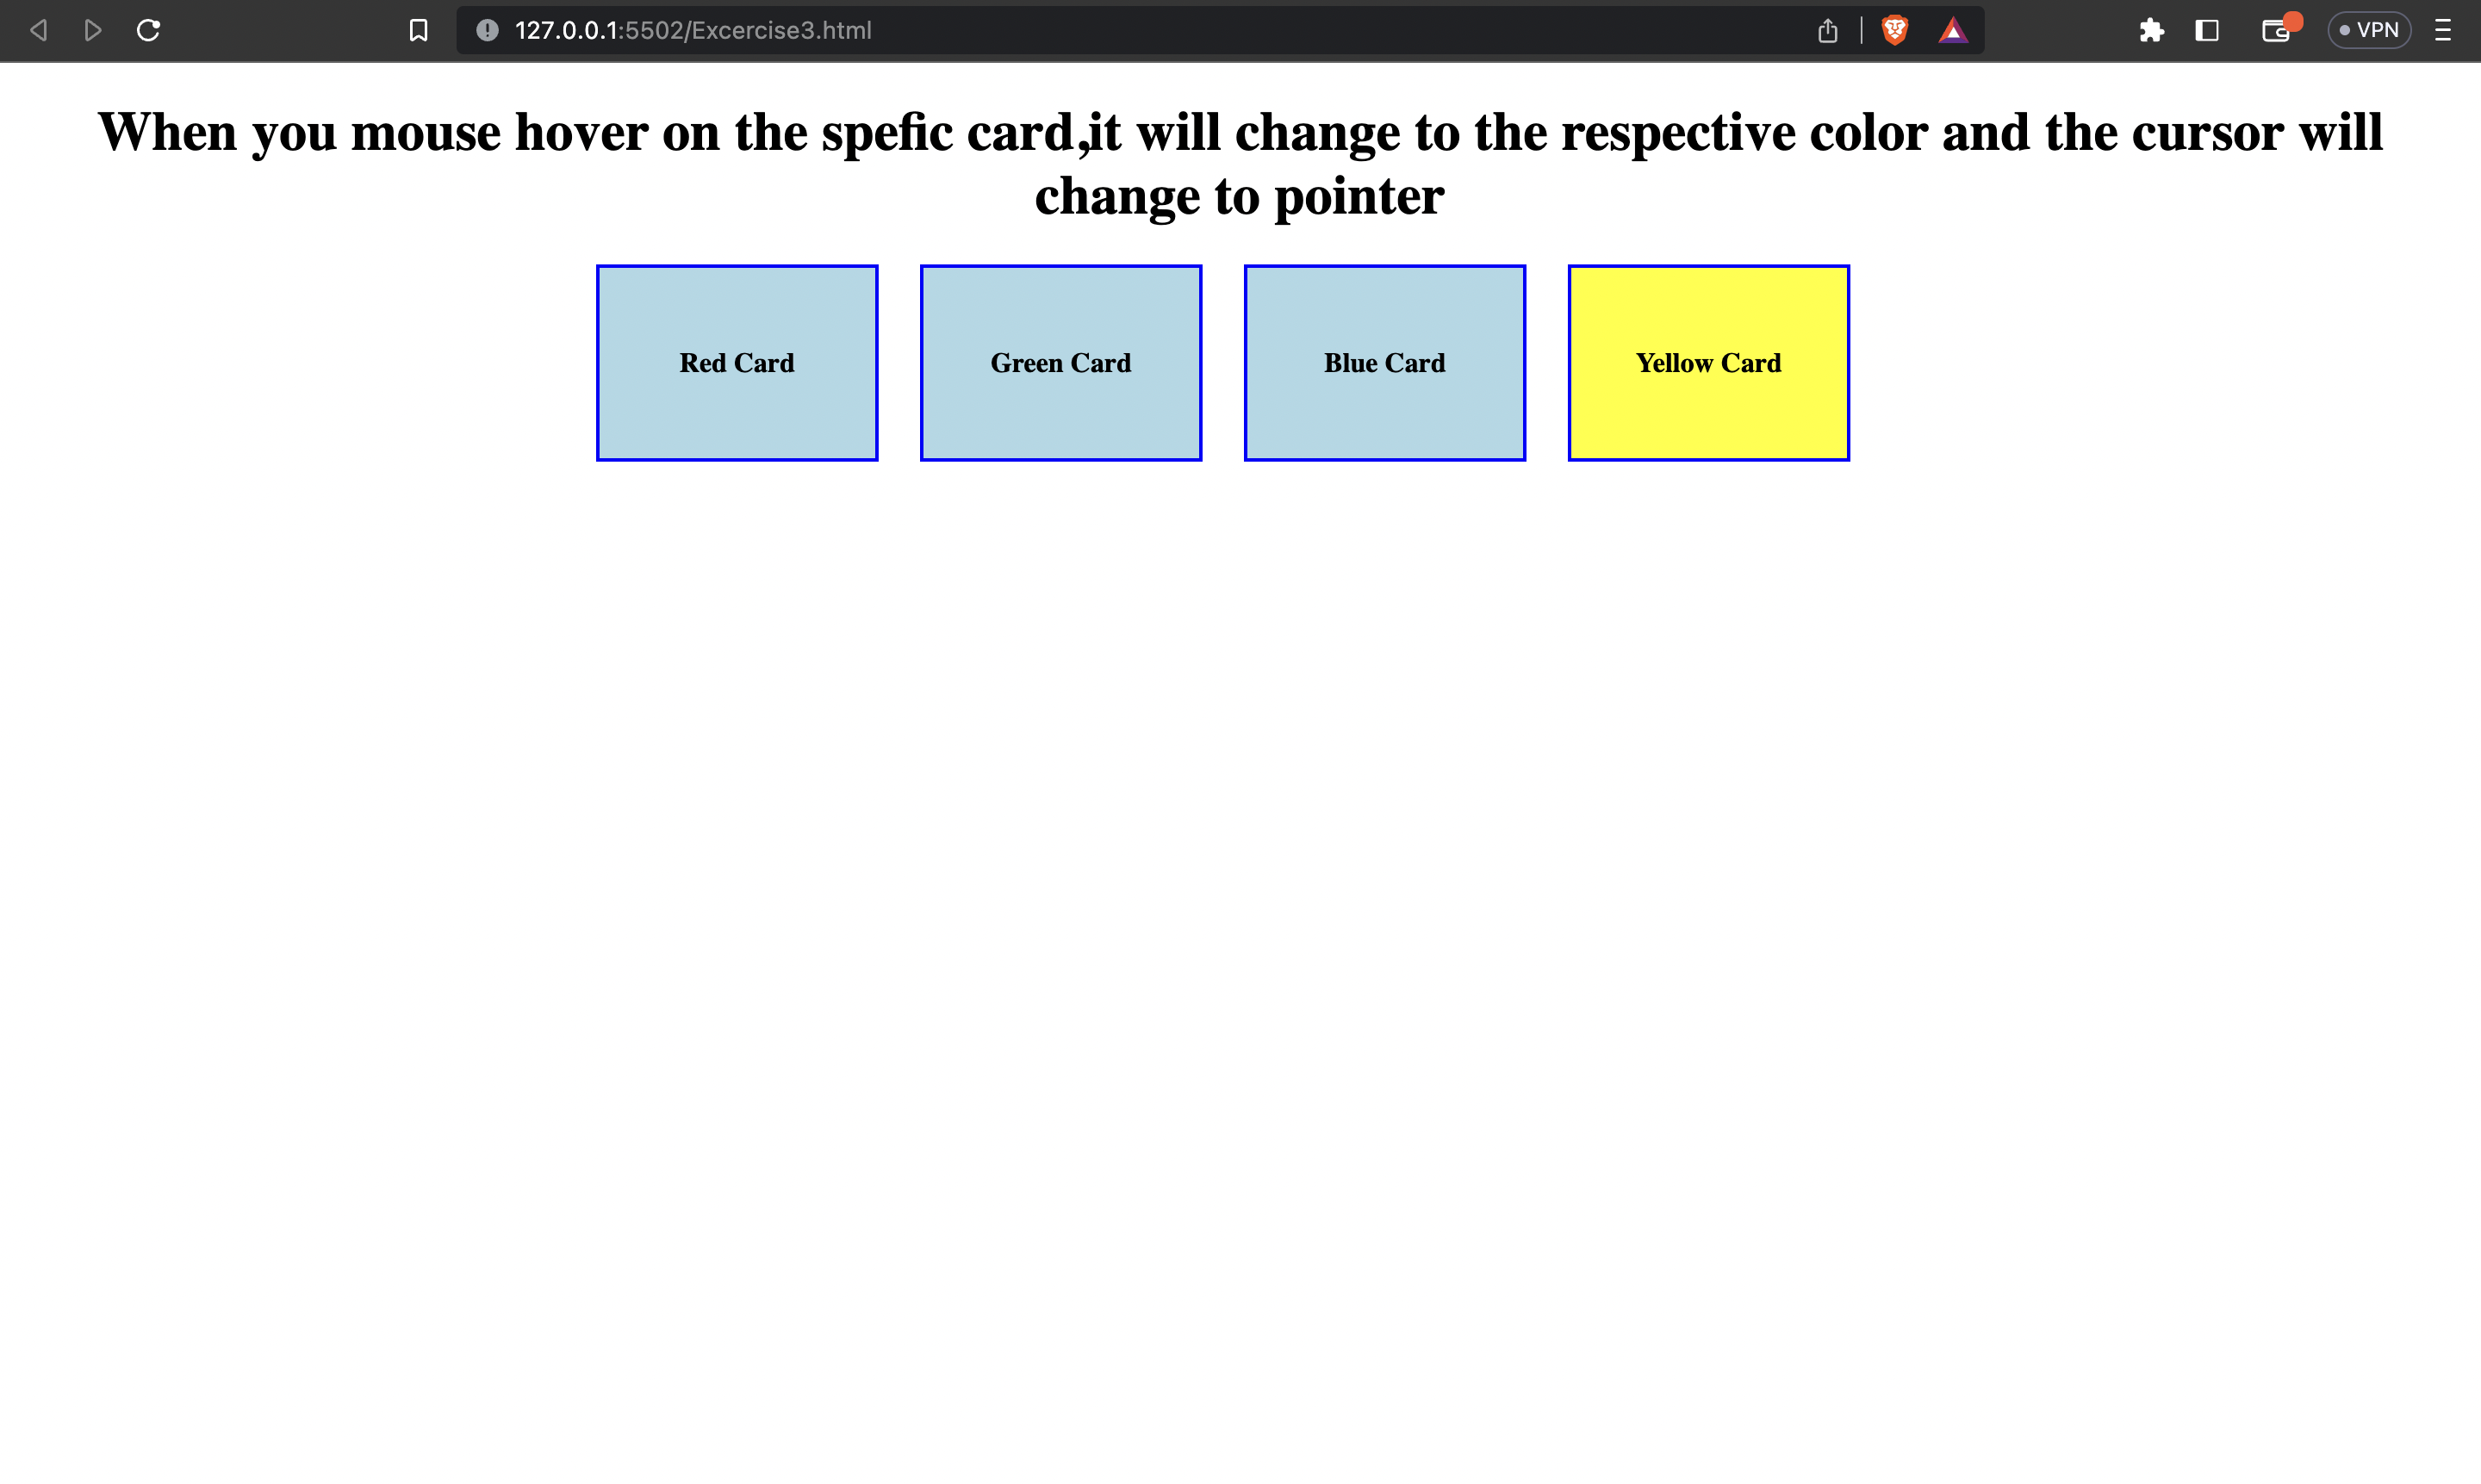 127.0.0.1:5502/Excercise3.html
VPN
When you mouse hover on the spefic card,it will change to the respective color and the cursor will
change to pointer
Red Card
Green Card
Blue Card
Yellow Card